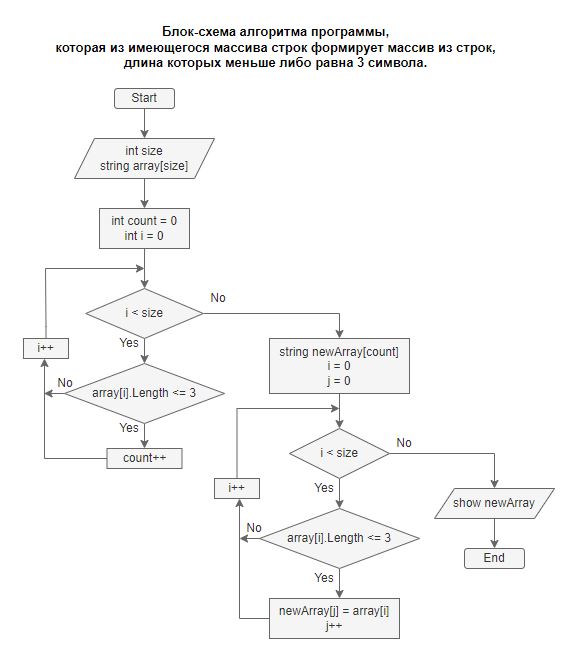 Блок-схема алгоритма программы,
которая из имеющегося массива строк формирует массив из строк,
длина которых меньше либо равна 3 символа.
Start
int size
string array[size]
int count = 0
int i = 0
i < size
No
Yes
i++
array[i].Length <= 3
No
Yes
count++
string newArray[count]
i = 0
j = 0
i < size
No
Yes
i++
array[i].Length <= 3
No
Yes
newArray[j] = array[i]
j++
show newArray
End